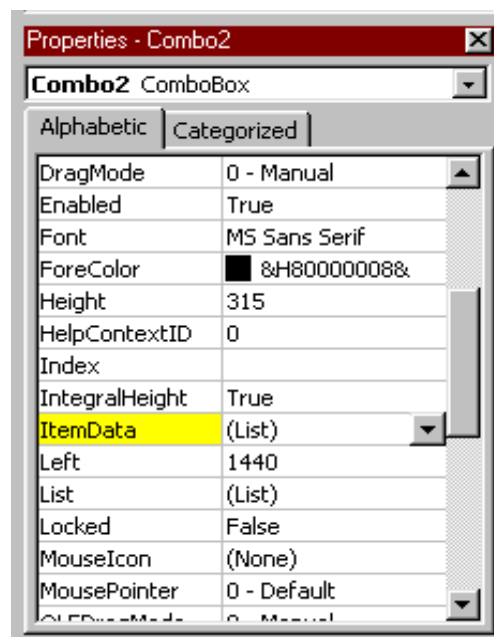 Properties - Combo2
Combo2 ComboBox
Alphabetic Categorized
DragMode 0 - Manual
Enabled True
Font MS Sans Serif
ForeColor &H80000008&
Height 315
HelpContextID 0
Index
IntegralHeight True
ItemData (List)
Left 1440
List (List)
Locked False
MouseIcon (None)
MousePointer 0 - Default